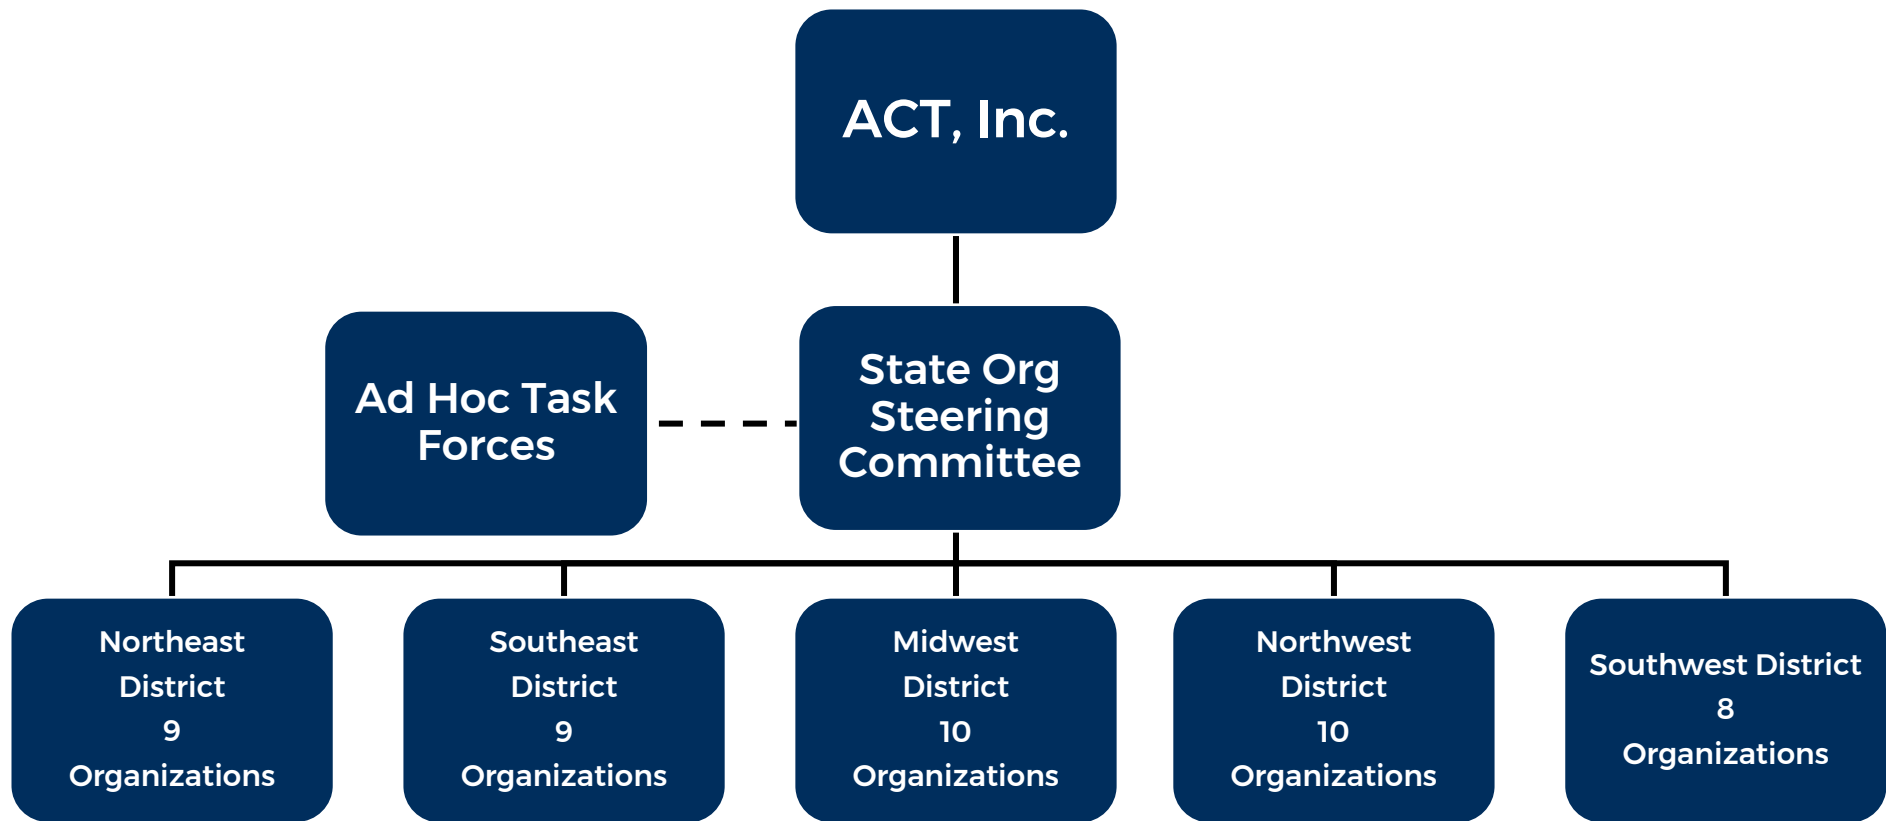 ACT, Inc.
Ad Hoc Task
Forces
State Org
Steering
Committee
Northeast
District
9
Organizations
Southeast
District
9
Organizations
Midwest
District
10
Organizations
Northwest
District
10
Organizations
Southwest District
8
Organizations